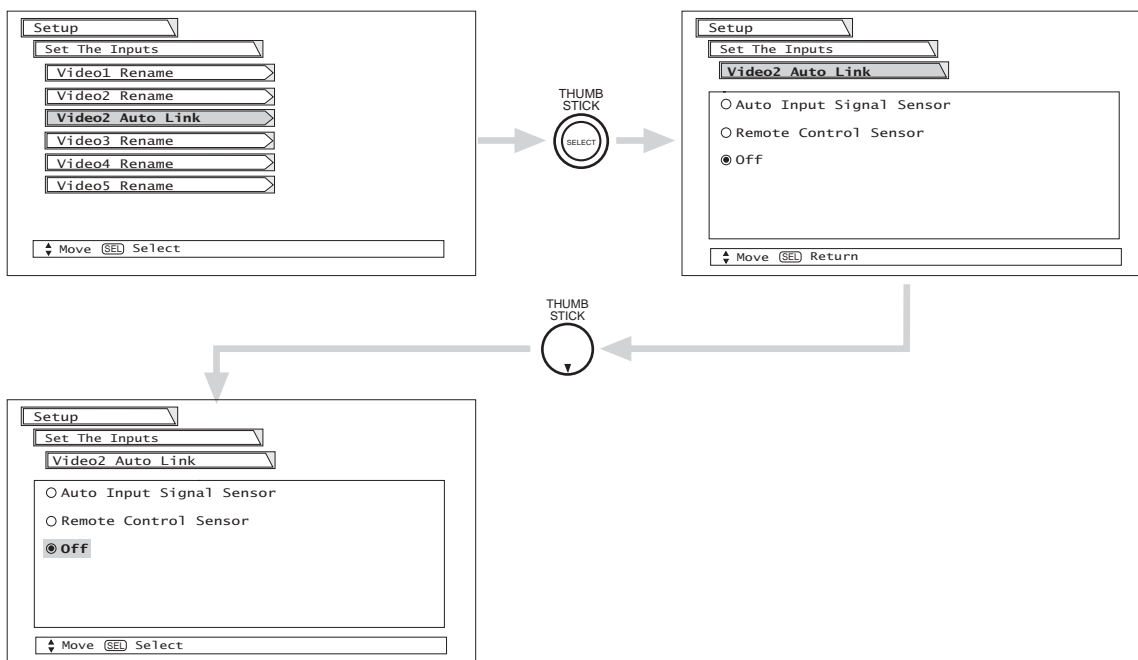 Setup
Set The Inputs
Video1 Rename
Video2 Rename
Video2 Auto Link
Video3 Rename
Video4 Rename
Video5 Rename
Move SEL Select
THUMB
STICK
SELECT
Setup
Set The Inputs
Video2 Auto Link
Auto Input Signal Sensor
Remote Control Sensor
Off
Move SEL Return
THUMB
STICK
Setup
Set The Inputs
Video2 Auto Link
Auto Input Signal Sensor
Remote Control Sensor
Off
Move SEL Select